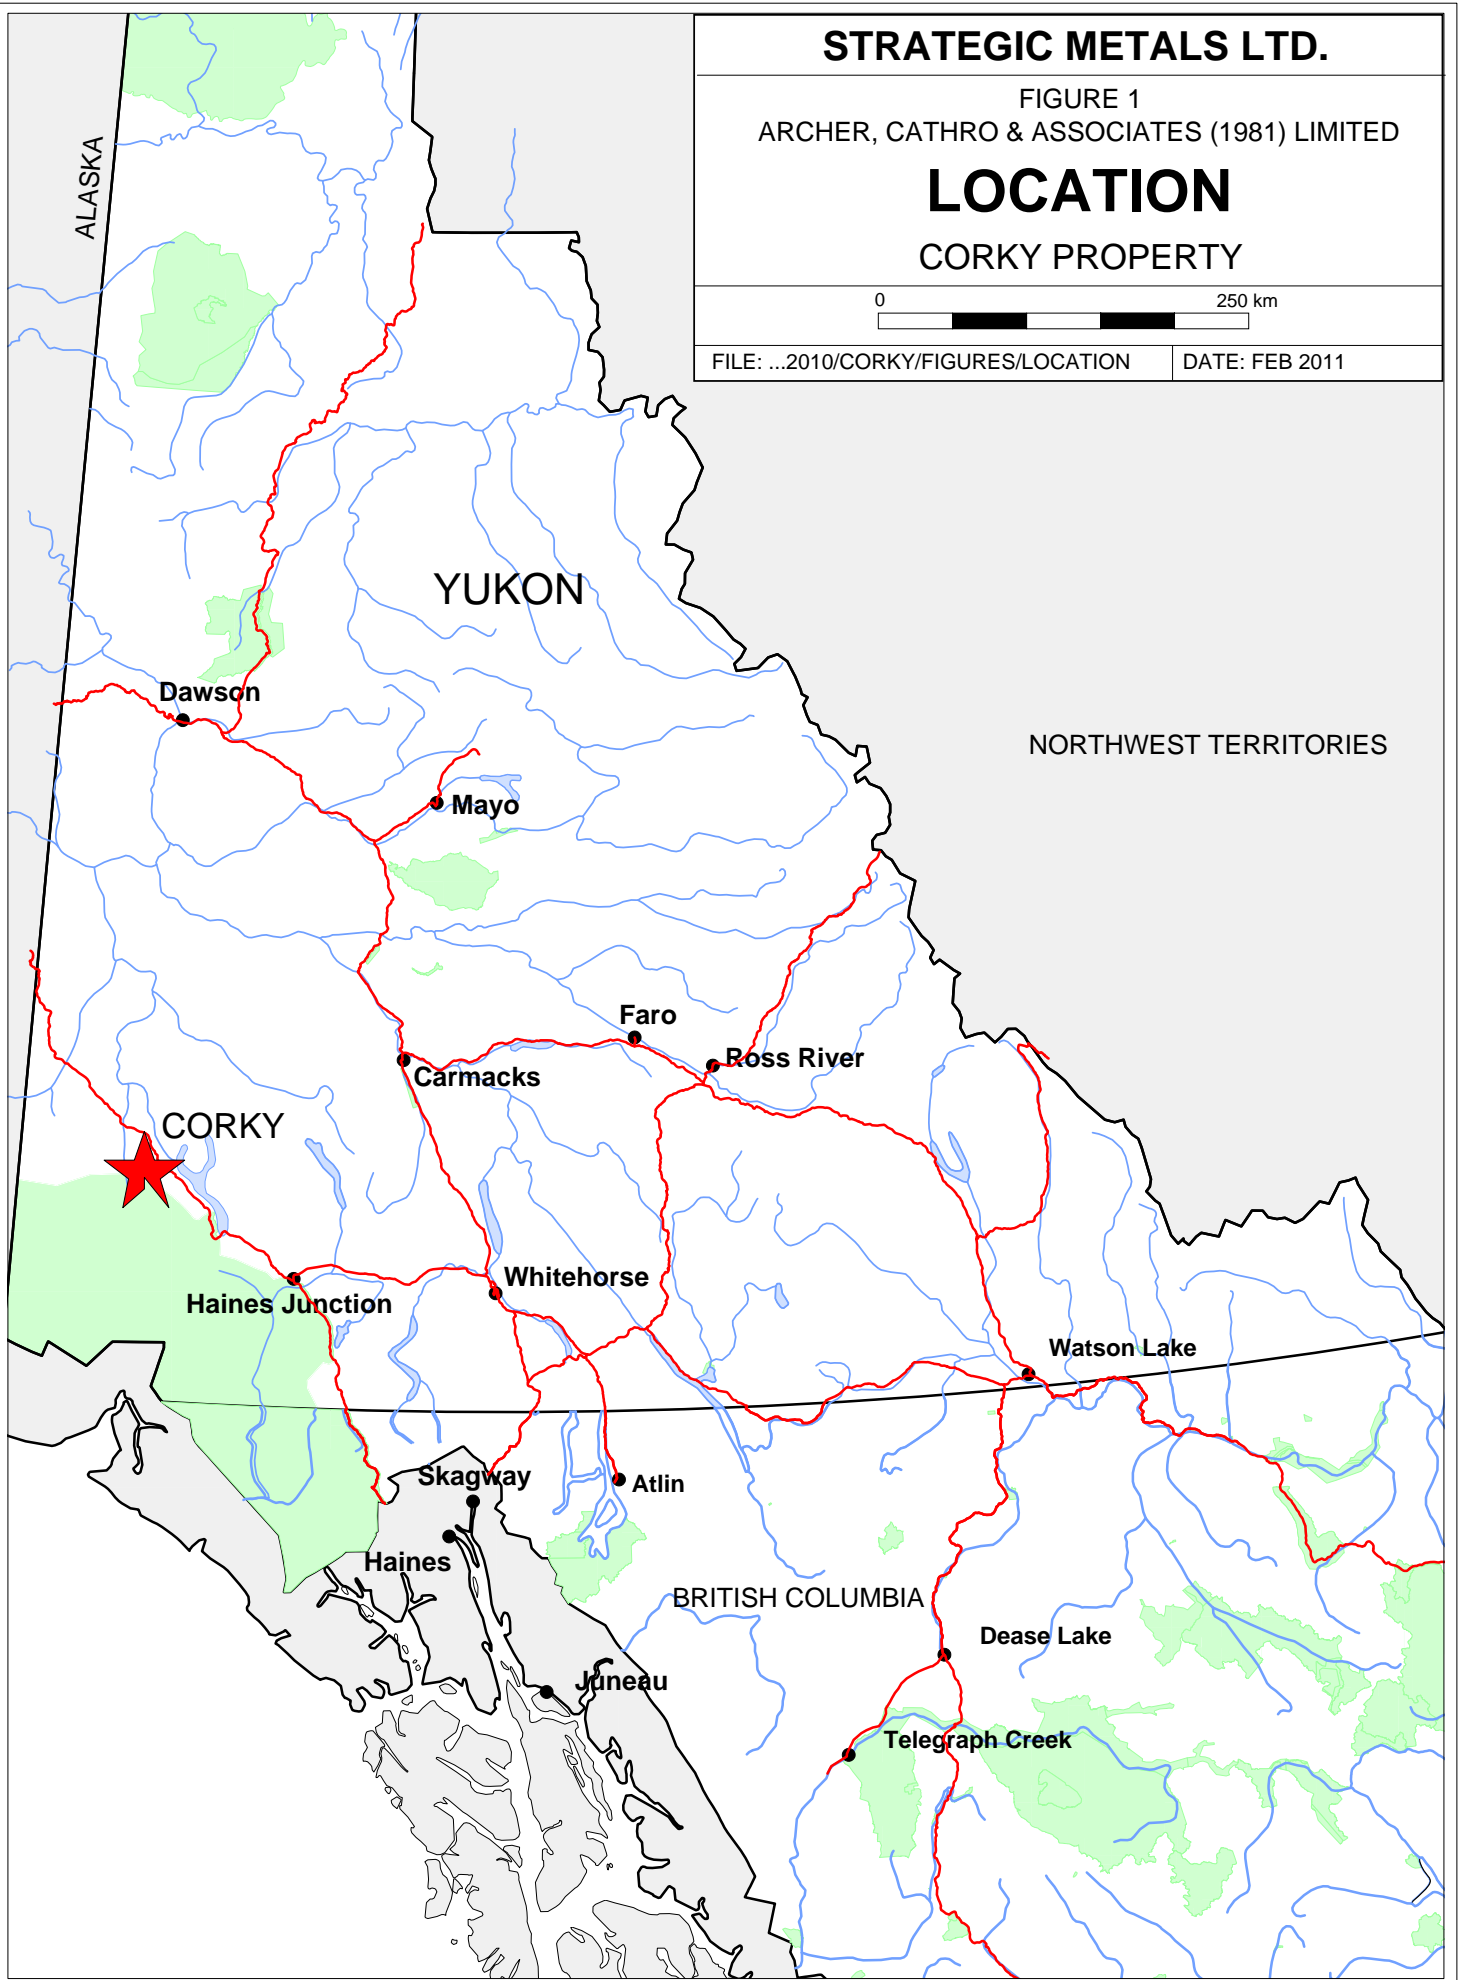 STRATEGIC METALS LTD.
FIGURE 1
ARCHER, CATHRO & ASSOCIATES (1981) LIMITED
LOCATION
CORKY PROPERTY
0 250 km
FILE: ...2010/CORKY/FIGURES/LOCATION DATE: FEB 2011
ALASKA
YUKON
Dawson
NORTHWEST TERRITORIES
Mayo
Faro
Ross River
Carmacks
CORKY
Whitehorse
Haines Junction
Watson Lake
Skagway
Atlin
Haines
BRITISH COLUMBIA
Dease Lake
Juneau
Telegraph Creek